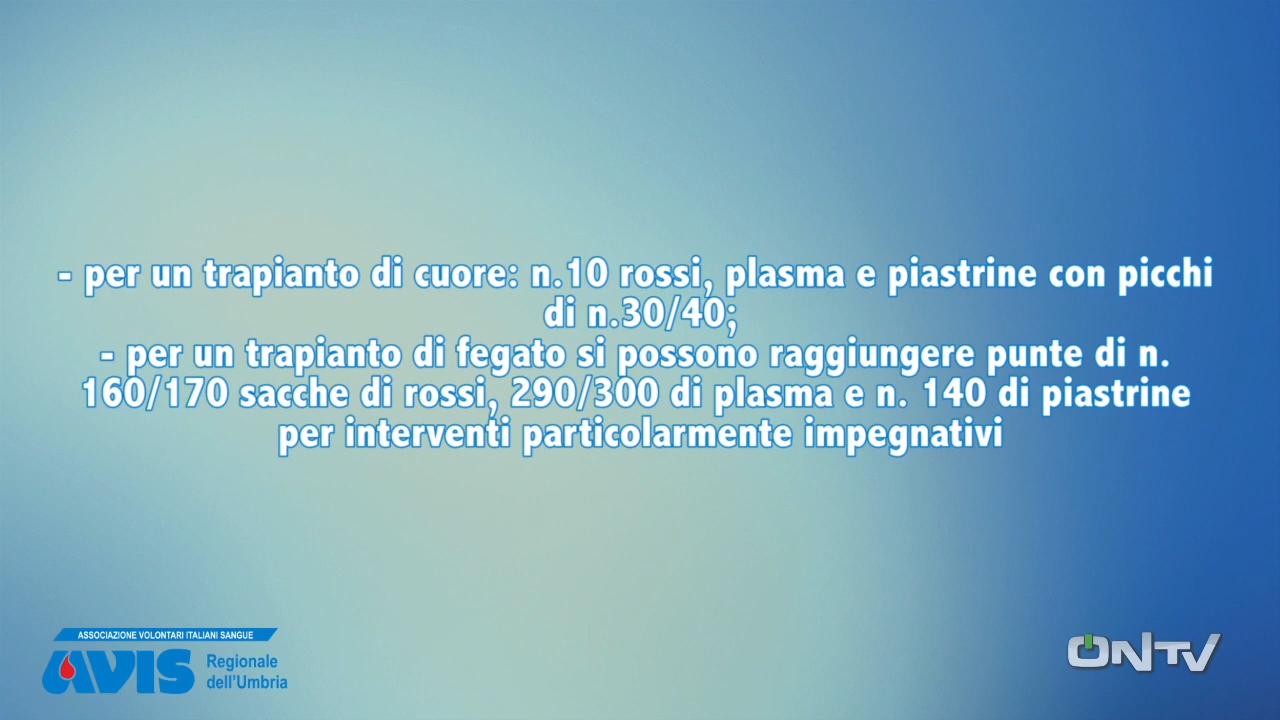 - per un trapianto di cuore: n.10 rossi, plasma e piastrine con picchi
di n.30/40;
- per un trapianto di fegato si possono raggiungere punte di n.
160/170 sacche di rossi, 290/300 di plasma e n. 140 di piastrine
per interventi particolarmente impegnativi
ASSOCIAZIONE VOLONTARI ITALIANI SANGUE
AVIS
Regionale
dell'Umbria
ONTV